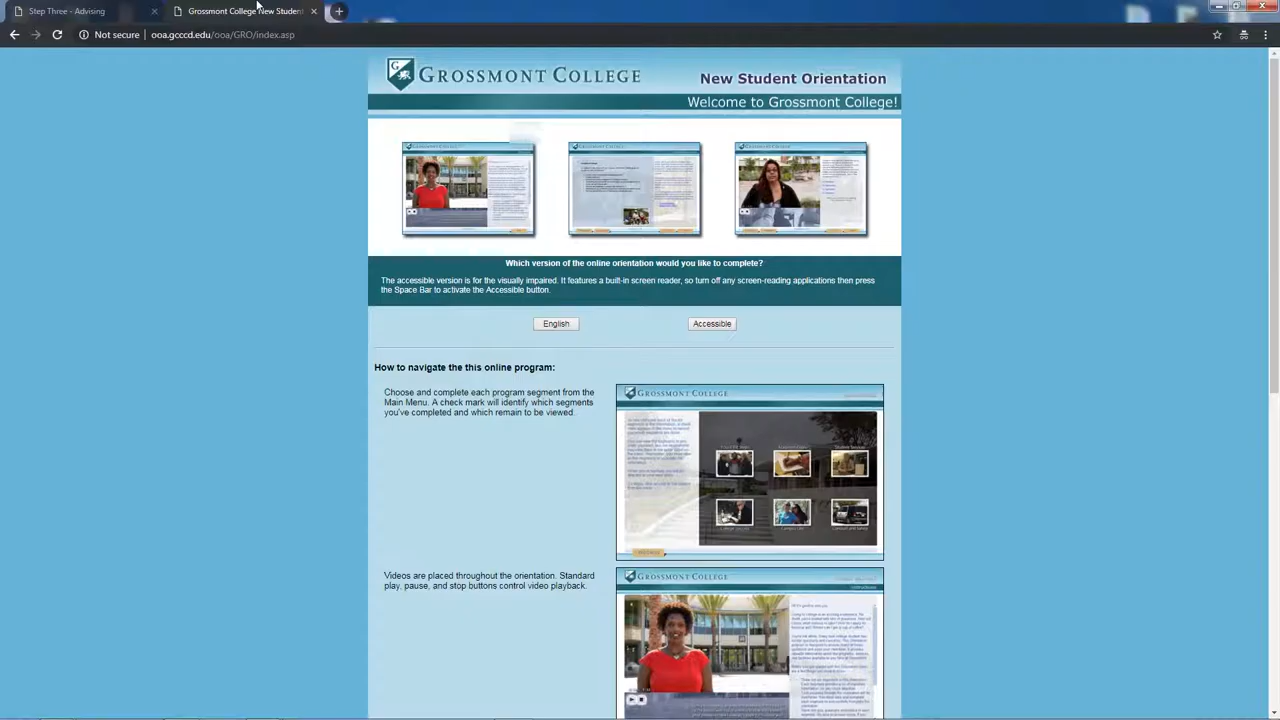 Step Three - Advising
Grossmont College New Student
Not secure
ooa.gcccd.edu/ooa/GRO/index.asp
GROSSMONT COLLEGE
New Student Orientation
Welcome to Grossmont College!
Which version of the online orientation would you like to complete?
The accessible version is for the visually impaired. It features a built-in screen reader, so turn off any screen-reading applications then press
the Space Bar to activate the Accessible button.
English
Accessible
How to navigate the this online program:
Choose and complete each program segment from the
Main Menu. A check mark will identify which segments
you've completed and which remain to be viewed.
GROSSMONT COLLEGE
Videos are placed throughout the orientation. Standard
play, pause, and stop buttons control video playback.
GROSSMONT COLLEGE